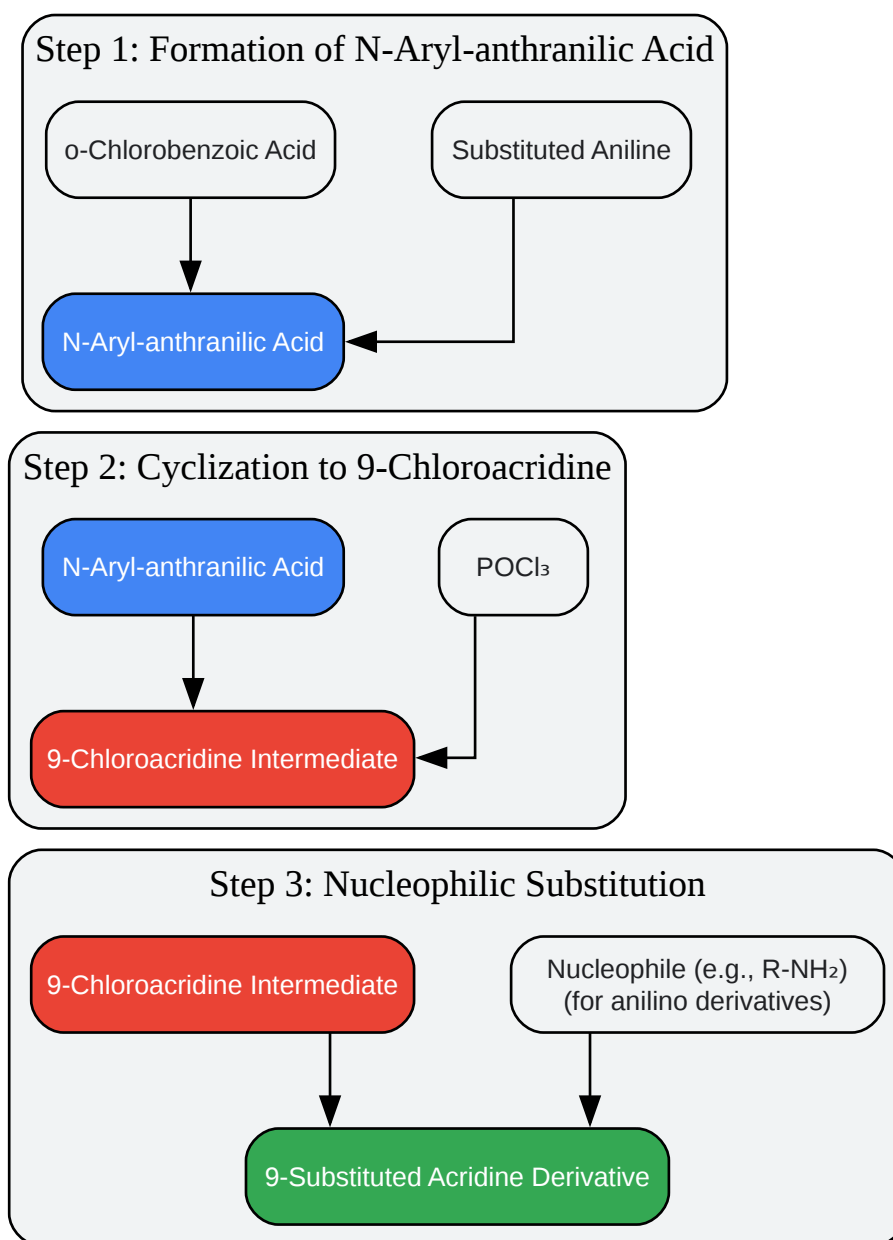 Step 1: Formation of N-Aryl-anthranilic Acid
o-Chlorobenzoic Acid
Substituted Aniline
N-Aryl-anthranilic Acid
Step 2: Cyclization to 9-Chloroacridine
N-Aryl-anthranilic Acid
POCl₃
9-Chloroacridine Intermediate
Step 3: Nucleophilic Substitution
9-Chloroacridine Intermediate
Nucleophile (e.g., R-NH₂)
(for anilino derivatives)
9-Substituted Acridine Derivative